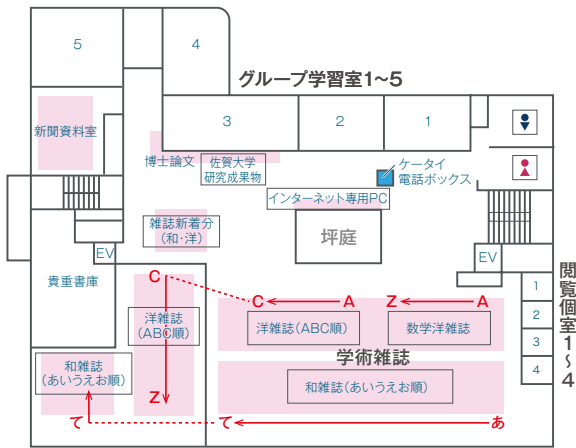 5
4
グループ学習室1～5
3
2
1
新聞資料室
博士論文
佐賀大学
研究成果物
ケータイ
電話ボックス
インターネット専用PC
雑誌新着分
(和・洋)
坪庭
EV
EV
貴重書庫
C
C
A
Z
A
洋雑誌
(ABC順)
洋雑誌(ABC順)
数学洋雑誌
学術雑誌
和雑誌
(あいうえお順)
和雑誌(あいうえお順)
Z
て
て
あ
1
2
3
4
閲覧個室1～4